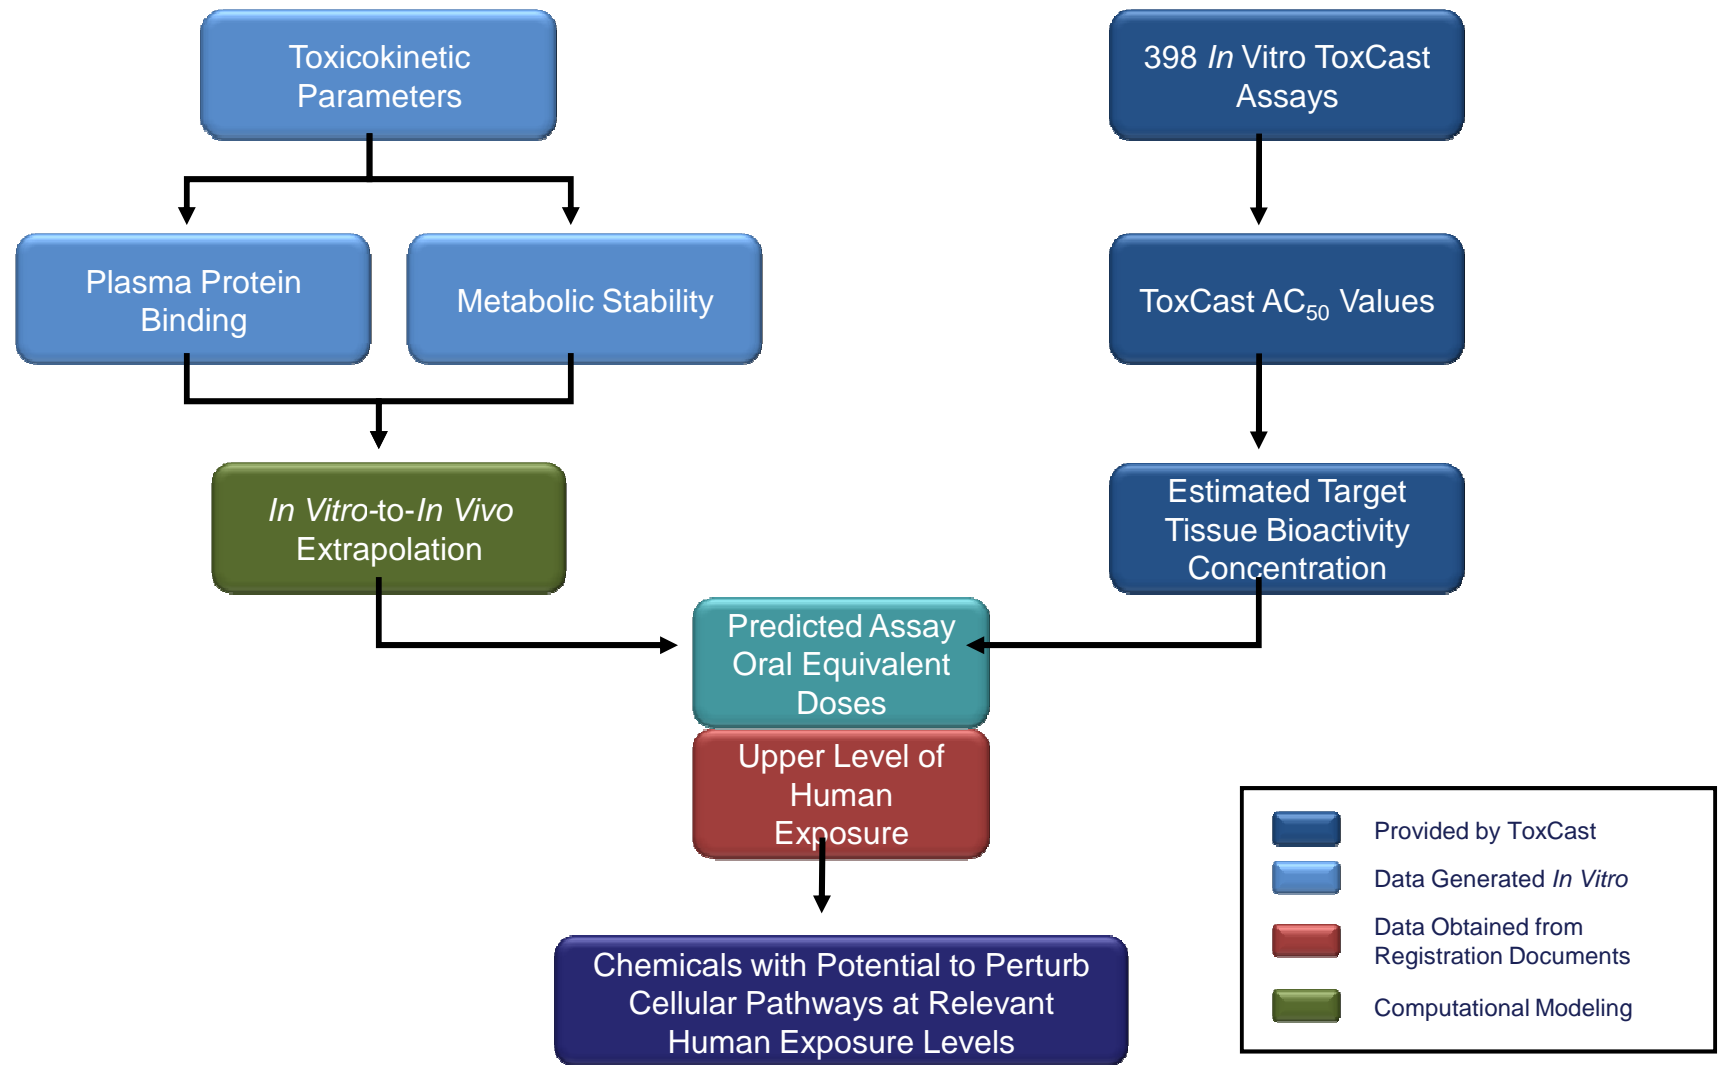 Toxicokinetic
Parameters
398 In Vitro ToxCast
Assays
Plasma Protein
Binding
Metabolic Stability
ToxCast AC50 Values
In Vitro-to-In Vivo
Extrapolation
Estimated Target
Tissue Bioactivity
Concentration
Predicted Assay
Oral Equivalent
Doses
Upper Level of
Human
Exposure
Chemicals with Potential to Perturb
Cellular Pathways at Relevant
Human Exposure Levels
Provided by ToxCast
Data Generated In Vitro
Data Obtained from
Registration Documents
Computational Modeling